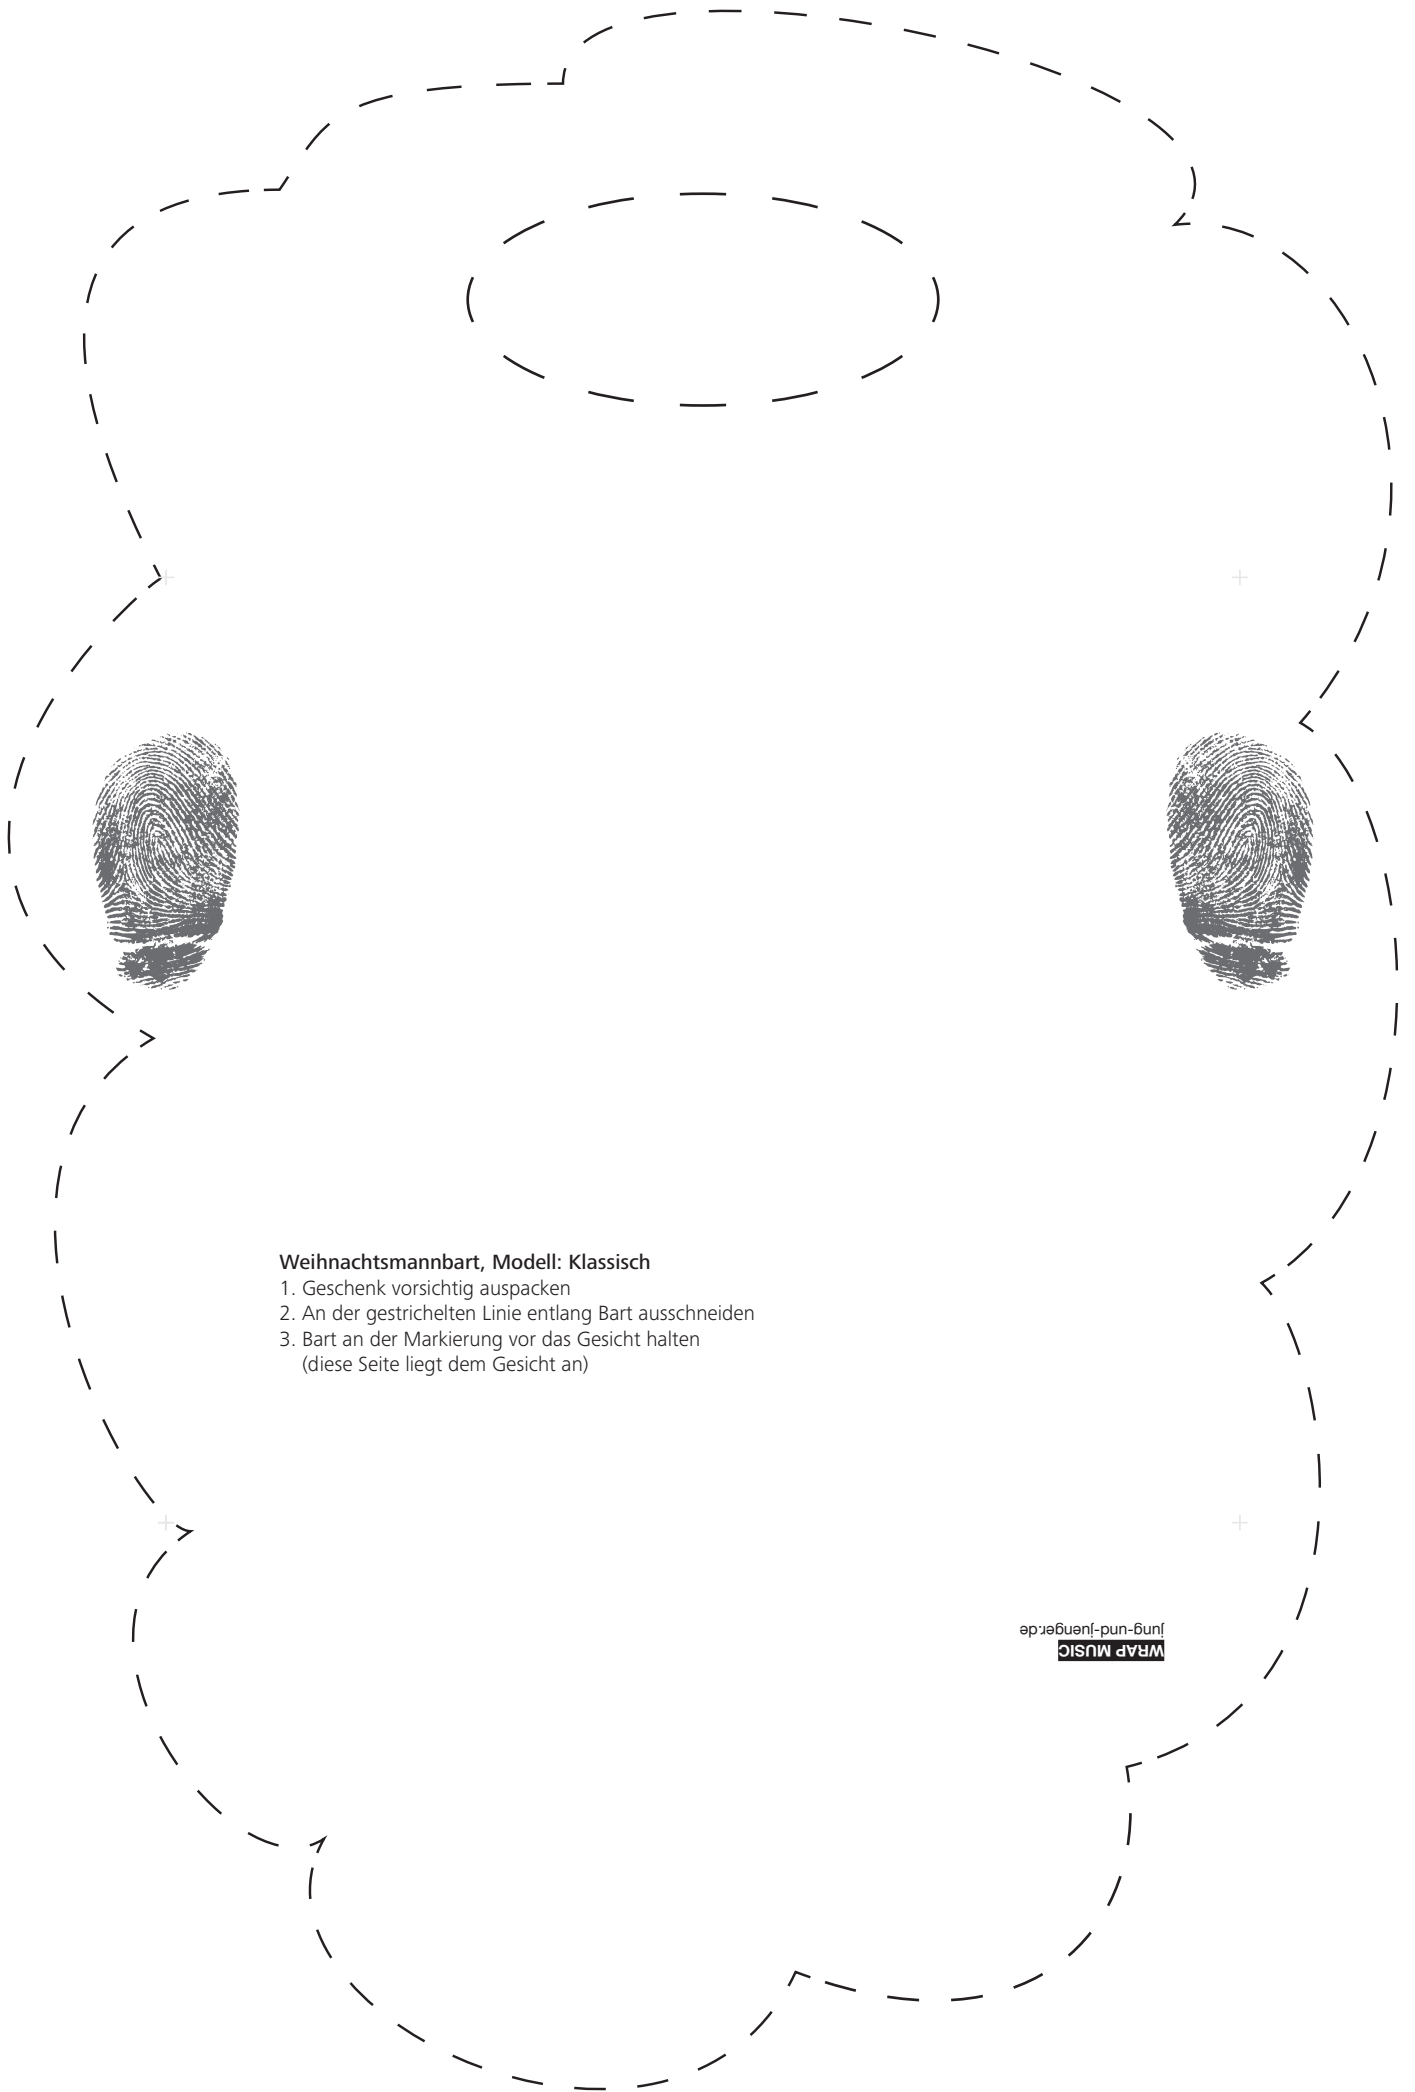 Weihnachtsmannbart, Modell: Klassisch
1. Geschenk vorsichtig auspacken
2. An der gestrichelten Linie entlang Bart ausschneiden
3. Bart an der Markierung vor das Gesicht halten
(diese Seite liegt dem Gesicht an)
WRAP MUSIC
jung-und-juenger.de